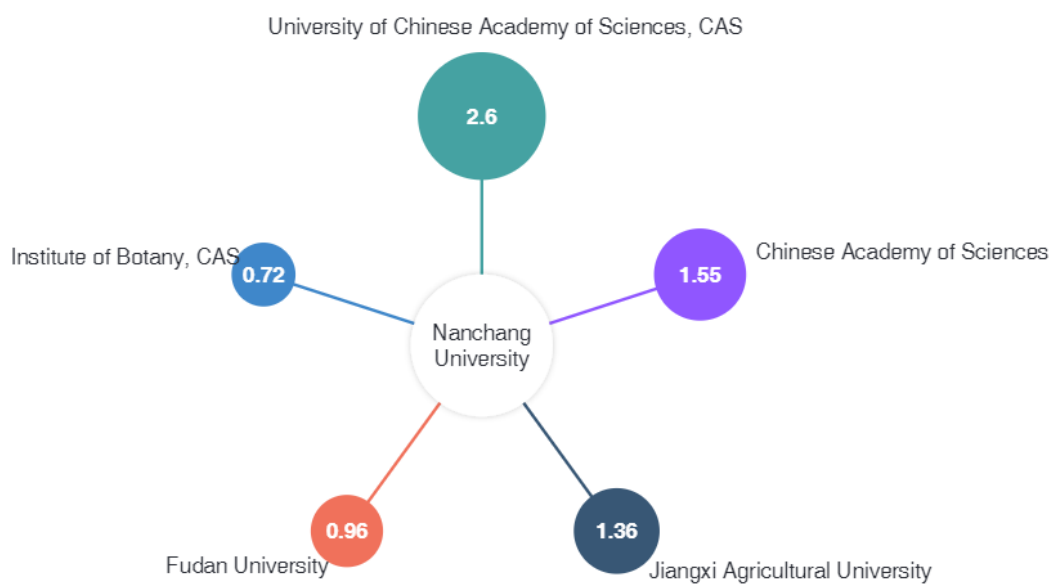 University of Chinese Academy of Sciences, CAS
2.6
Institute of Botany, CAS
0.72
1.55
Chinese Academy of Sciences
Nanchang
University
0.96
Fudan University
1.36
Jiangxi Agricultural University